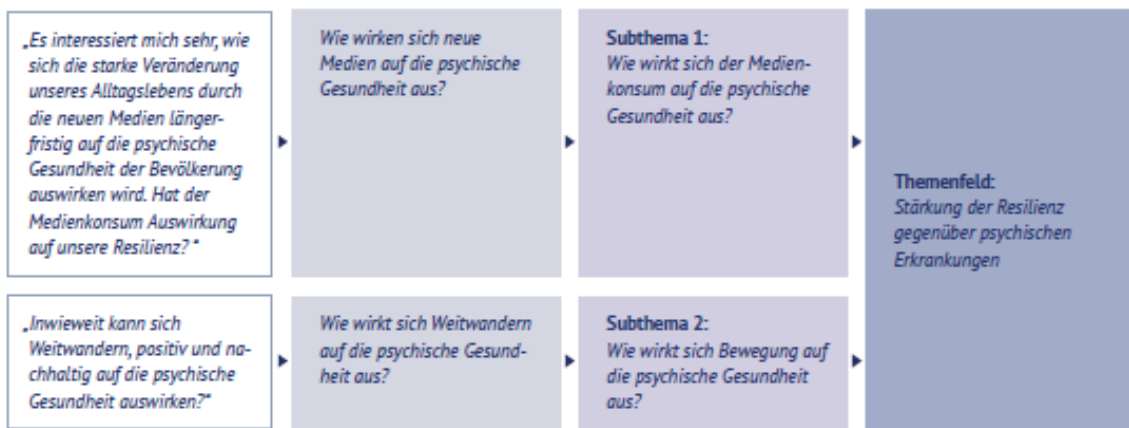 „Es interessiert mich sehr, wie
sich die starke Veränderung
unseres Alltagslebens durch
die neuen Medien länger-
fristig auf die psychische
Gesundheit der Bevölkerung
auswirken wird. Hat der
Medienkonsum Auswirkung
auf unsere Resilienz? “
Wie wirken sich neue
Medien auf die psychische
Gesundheit aus?
Subthema 1:
Wie wirkt sich der Medien-
konsum auf die psychische
Gesundheit aus?
„Inwieweit kann sich
Weitwandern, positiv und na-
chhaltig auf die psychische
Gesundheit auswirken?“
Wie wirkt sich Weitwandern
auf die psychische Gesund-
heit aus?
Subthema 2:
Wie wirkt sich Bewegung auf
die psychische Gesundheit
aus?
Themenfeld:
Stärkung der Resilienz
gegenüber psychischen
Erkrankungen